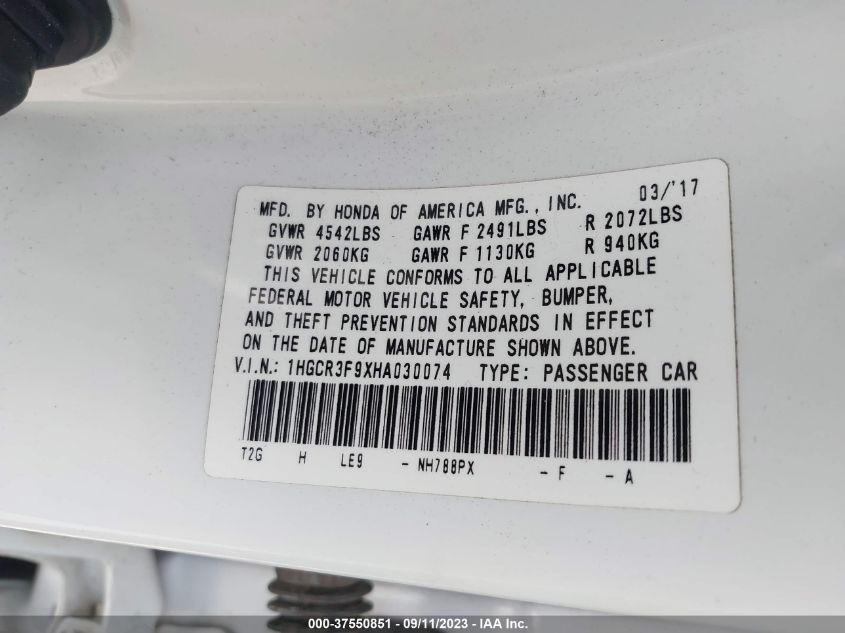 MFD. BY HONDA OF AMERICA MFG., INC. 03/'17
GVWR 4542LBS GAWR F 2491LBS R 2072LBS
GVWR 2060KG GAWR F 1130KG R 940KG
THIS VEHICLE CONFORMS TO ALL APPLICABLE
FEDERAL MOTOR VEHICLE SAFETY, BUMPER,
AND THEFT PREVENTION STANDARDS IN EFFECT
ON THE DATE OF MANUFACTURE SHOWN ABOVE.
V.I.N.: 1HGCR3F9XHA030074 TYPE: PASSENGER CAR
T2G H LE9 - NH788PX - F - A
000-37550851 - 09/11/2023 - IAA Inc.